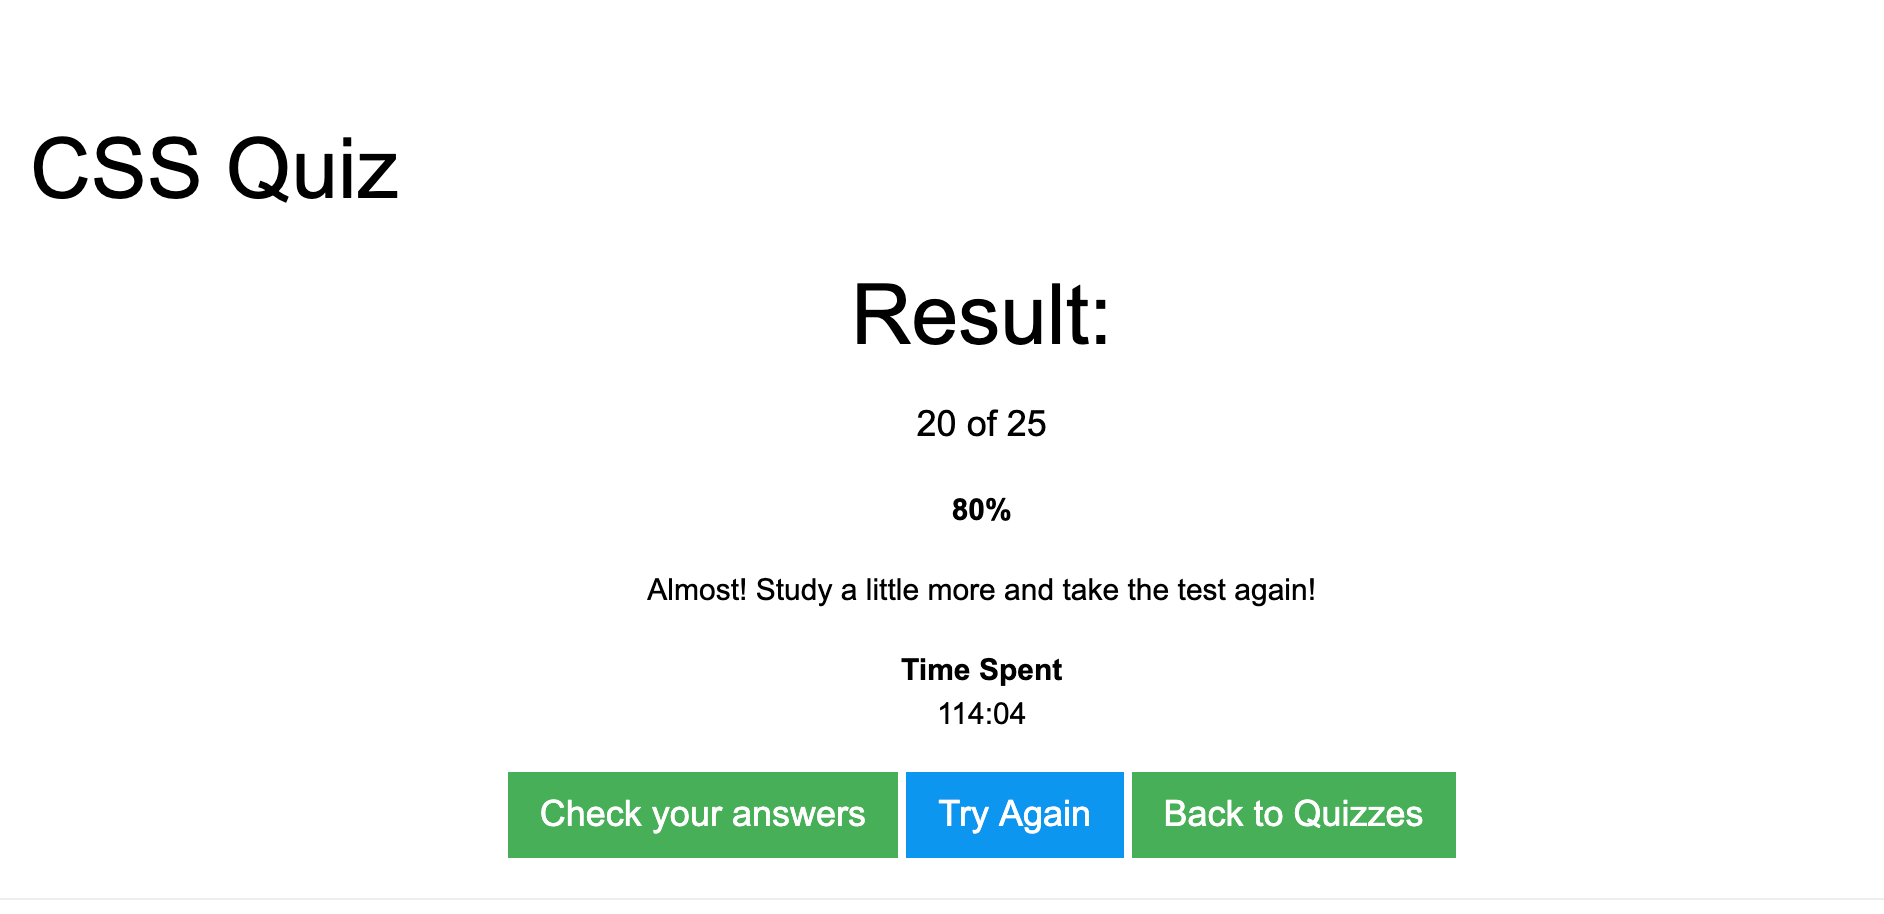 CSS Quiz
Result:
20 of 25
80%
Almost! Study a little more and take the test again!
Time Spent
114:04
Check your answers
Try Again
Back to Quizzes